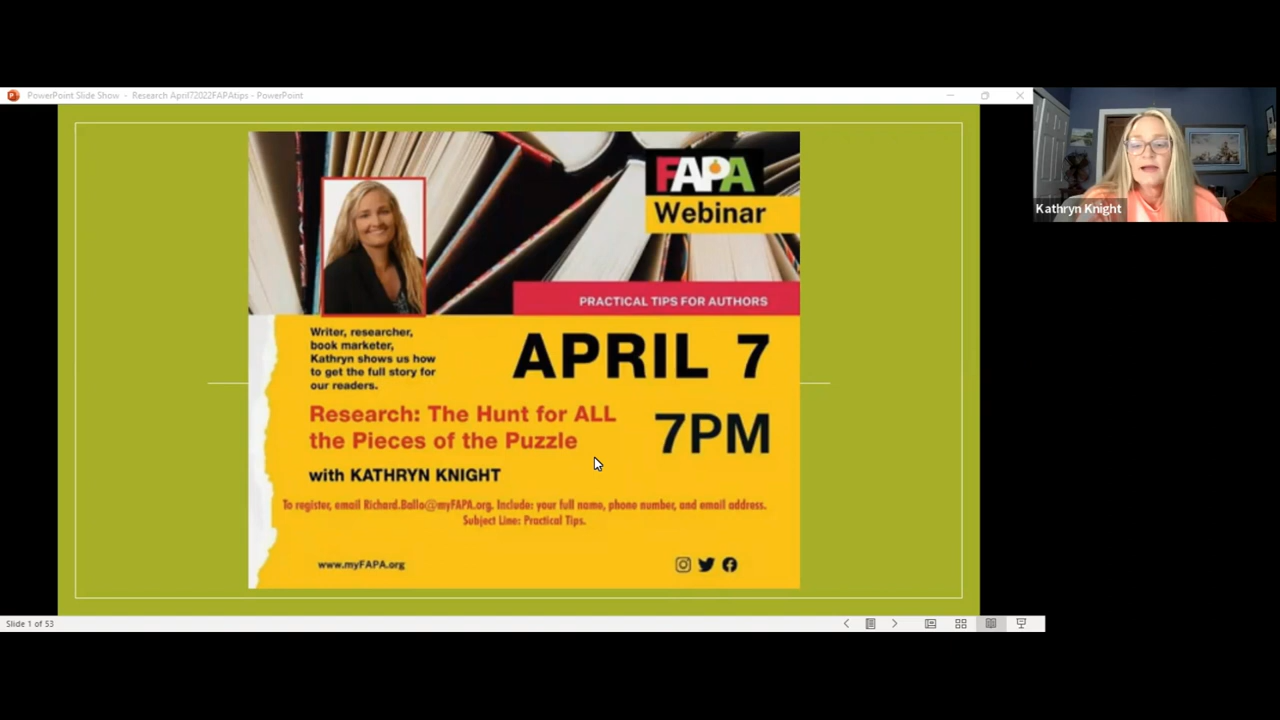 PowerPoint Slide Show - Research April72022FAPAtips - PowerPoint
FAPA
Webinar
PRACTICAL TIPS FOR AUTHORS
Writer, researcher,
book marketer,
Kathryn shows us how
to get the full story for
our readers.
APRIL 7
7PM
Research: The Hunt for ALL
the Pieces of the Puzzle
with KATHRYN KNIGHT
To register, email Richard.Ballo@myFAPA.org. Include: your full name, phone number, and email address.
Subject Line: Practical Tips.
www.myFAPA.org
Slide 1 of 53
Kathryn Knight